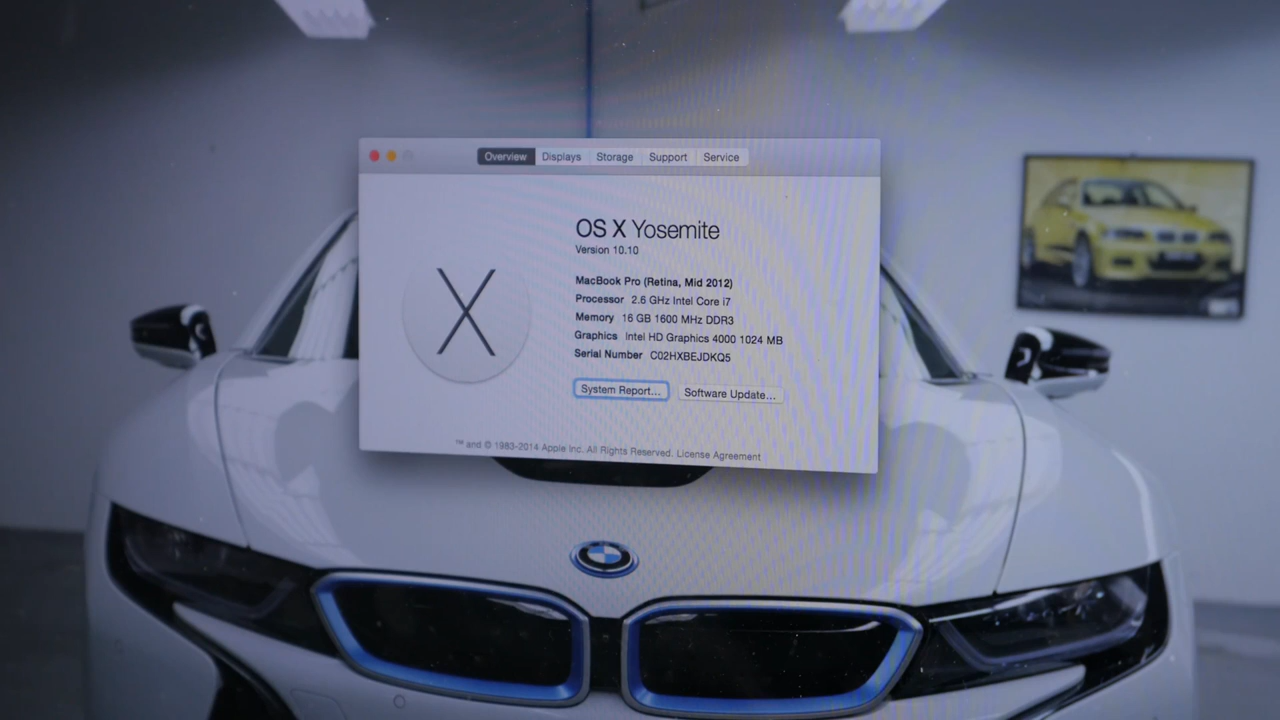 Overview Displays Storage Support Service
OS X Yosemite
Version 10.10
MacBook Pro (Retina, Mid 2012)
Processor 2.6 GHz Intel Core i7
Memory 16 GB 1600 MHz DDR3
Graphics Intel HD Graphics 4000 1024 MB
Serial Number C02HXBEJDKQ5
System Report... Software Update...
™ and © 1983-2014 Apple Inc. All Rights Reserved. License Agreement